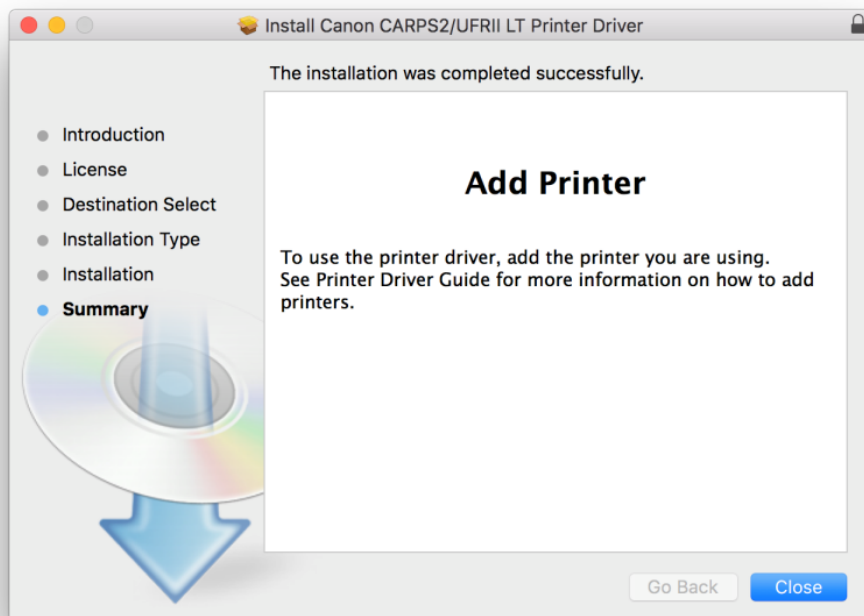 Install Canon CARPS2/UFRII LT Printer Driver
The installation was completed successfully.
Introduction
License
Destination Select
Installation Type
Installation
Summary
Add Printer
To use the printer driver, add the printer you are using.
See Printer Driver Guide for more information on how to add
printers.
Go Back
Close